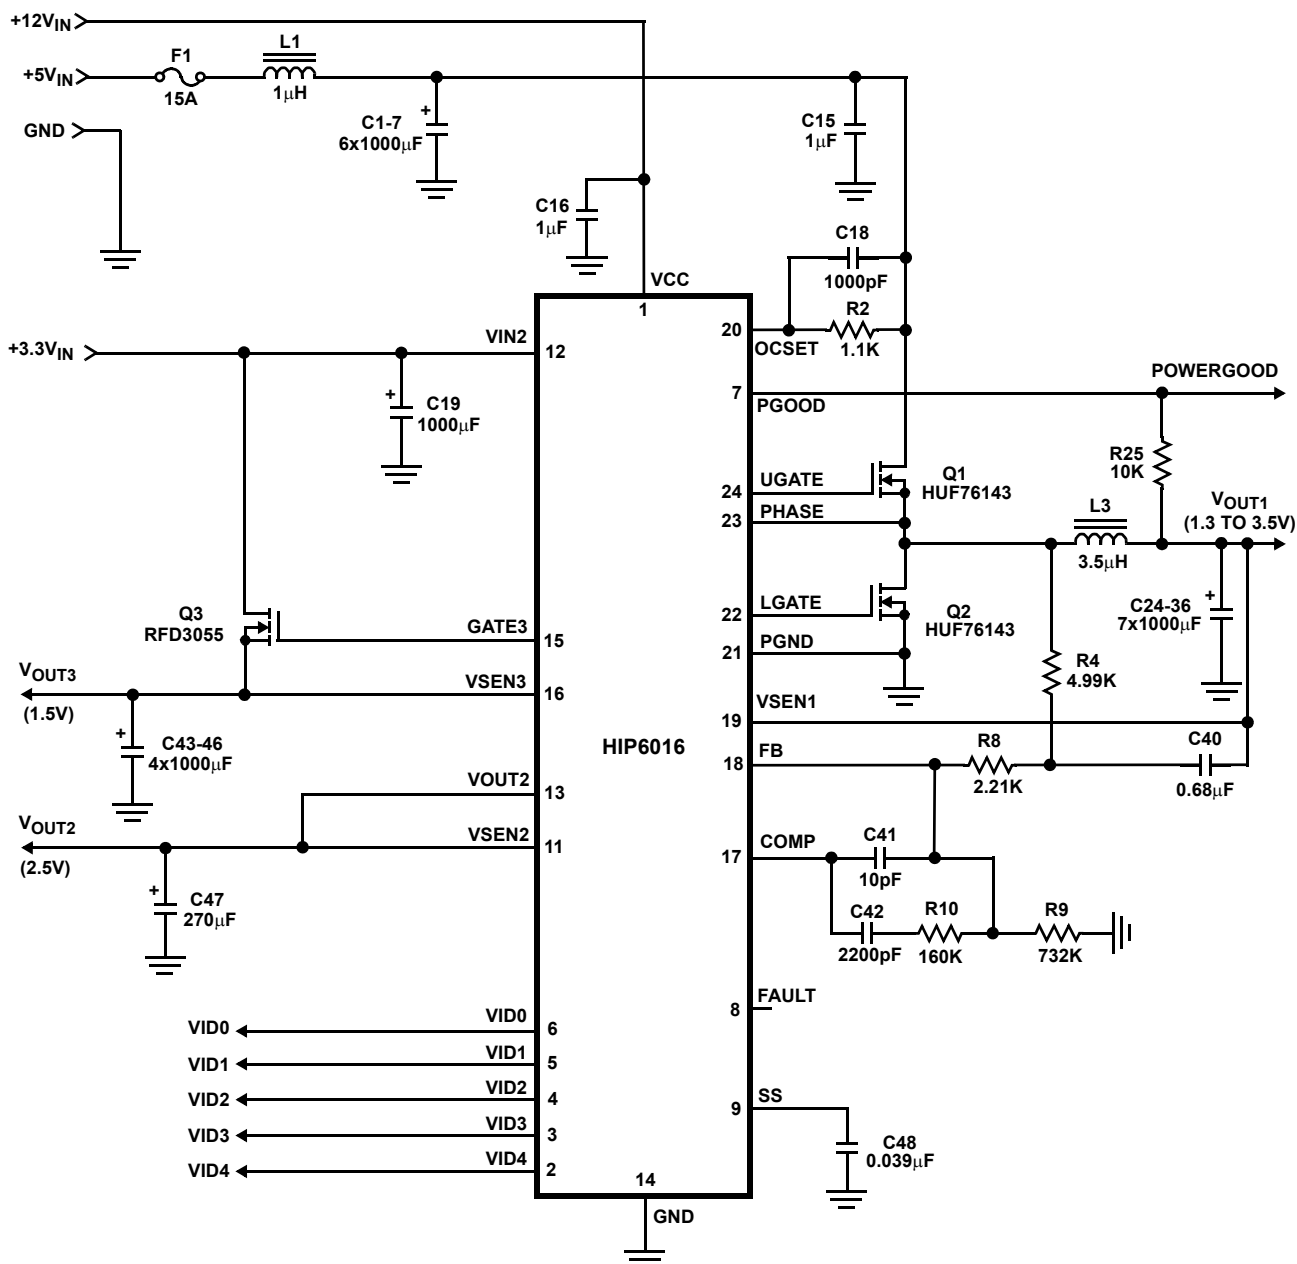 +12VIN
F1
L1
+5VIN
15A
1μH
GND
C1-7
6x1000μF
+
C15
1μF
C16
1μF
C18
1000pF
VCC
1
R2
1.1K
20
OCSET
+3.3VIN
VIN2
12
+
C19
1000μF
7
PGOOD
POWERGOOD
R25
10K
UGATE
24
Q1
HUF76143
PHASE
23
L3
3.5μH
VOUT1
(1.3 TO 3.5V)
LGATE
22
Q2
HUF76143
+
C24-36
7x1000μF
Q3
RFD3055
GATE3
15
PGND
21
R4
4.99K
VOUT3
(1.5V)
VSEN3
16
VSEN1
19
HIP6016
+
C43-46
4x1000μF
FB
18
R8
2.21K
C40
0.68μF
VOUT2
13
VOUT2
(2.5V)
VSEN2
11
COMP
17
C41
10pF
+
C47
270μF
C42
2200pF
R10
160K
R9
732K
FAULT
8
VID0
VID0
6
VID1
VID1
5
VID2
VID2
4
VID3
VID3
3
VID4
VID4
2
SS
9
C48
0.039μF
14
GND